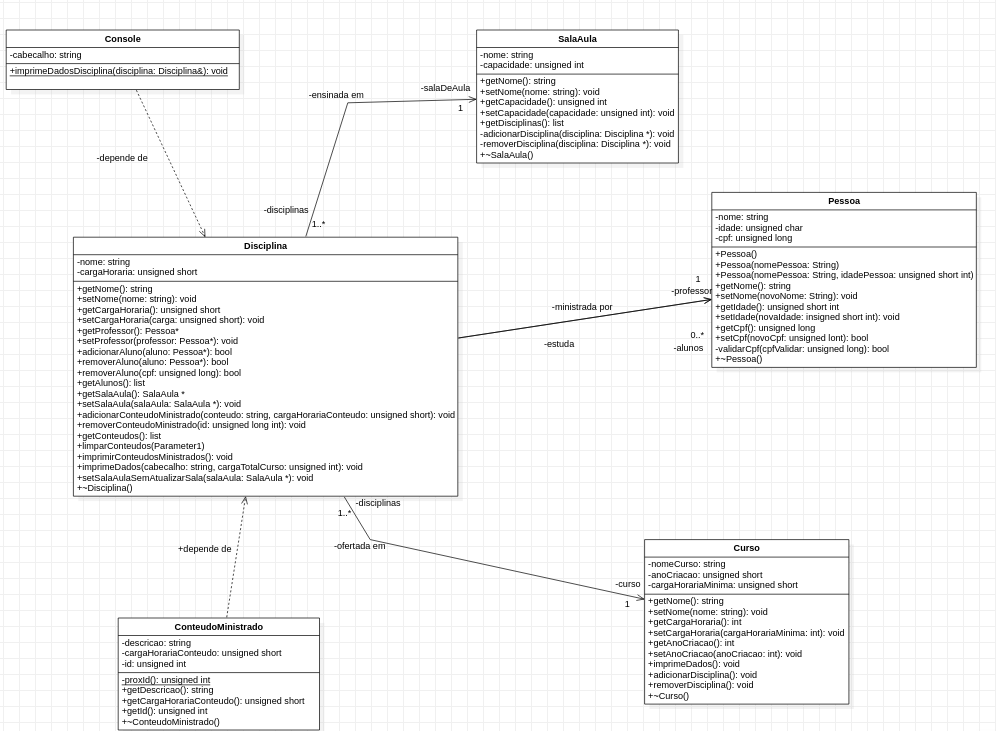 Console
-cabecalho: string
+imprimeDadosDisciplina(disciplina: Disciplina&): void
SalaAula
-nome: string
-capacidade: unsigned int
+getNome(): string
+setNome(nome: string): void
+getCapacidade(): unsigned int
+setCapacidade(capacidade: unsigned int): void
+getDisciplinas(): list
-adicionarDisciplina(disciplina: Disciplina *): void
-removerDisciplina(disciplina: Disciplina *): void
+~SalaAula()
-ensinada em
-salaDeAula
1
-depende de
-disciplinas
1..*
Pessoa
-nome: string
-idade: unsigned char
-cpf: unsigned long
+Pessoa()
+Pessoa(nomePessoa: String)
+Pessoa(nomePessoa: String, idadePessoa: unsigned short int)
+getNome(): string
+setNome(novoNome: String): void
+getIdade(): unsigned short int
+setIdade(novaIdade: insigned short int): void
+getCpf(): unsigned long
+setCpf(novoCpf: unsigned lont): bool
-validarCpf(cpfValidar: unsigned long): bool
+~Pessoa()
Disciplina
-nome: string
-cargaHoraria: unsigned short
+getNome(): string
+setNome(nome: string): void
+getCargaHoraria(): unsigned short
+setCargaHoraria(carga: unsigned short): void
+getProfessor(): Pessoa*
+setProfessor(professor: Pessoa*): void
+adicionarAluno(aluno: Pessoa*): bool
+removerAluno(aluno: Pessoa*): bool
+removerAluno(cpf: unsigned long): bool
+getAlunos(): list
+getSalaAula(): SalaAula *
+setSalaAula(salaAula: SalaAula *): void
+adicionarConteudoMinistrado(conteudo: string, cargaHorariaConteudo: unsigned short): void
+removerConteudoMinistrado(id: unsigned long int): void
+getConteudos(): list
+limparConteudos(Parameter1)
+imprimirConteudosMinistrados(): void
+imprimeDados(cabecalho: string, cargaTotalCurso: unsigned int): void
+setSalaAulaSemAtualizarSala(salaAula: SalaAula *): void
+~Disciplina()
1
-professor
-ministrada por
-estuda
0..*
-alunos
-disciplinas
1..*
-ofertada em
+depende de
-curso
1
Curso
-nomeCurso: string
-anoCriacao: unsigned short
-cargaHorariaMinima: unsigned short
+getNome(): string
+setNome(nome: string): void
+getCargaHoraria(): int
+setCargaHoraria(cargaHorariaMinima: int): void
+getAnoCriacao(): int
+setAnoCriacao(anoCriacao: int): void
+imprimeDados(): void
+adicionarDisciplina(): void
+removerDisciplina(): void
+~Curso()
ConteudoMinistrado
-descricao: string
-cargaHorariaConteudo: unsigned short
-id: unsigned int
-proxId(): unsigned int
+getDescricao(): string
+getCargaHorariaConteudo(): unsigned short
+getId(): unsigned int
+~ConteudoMinistrado()